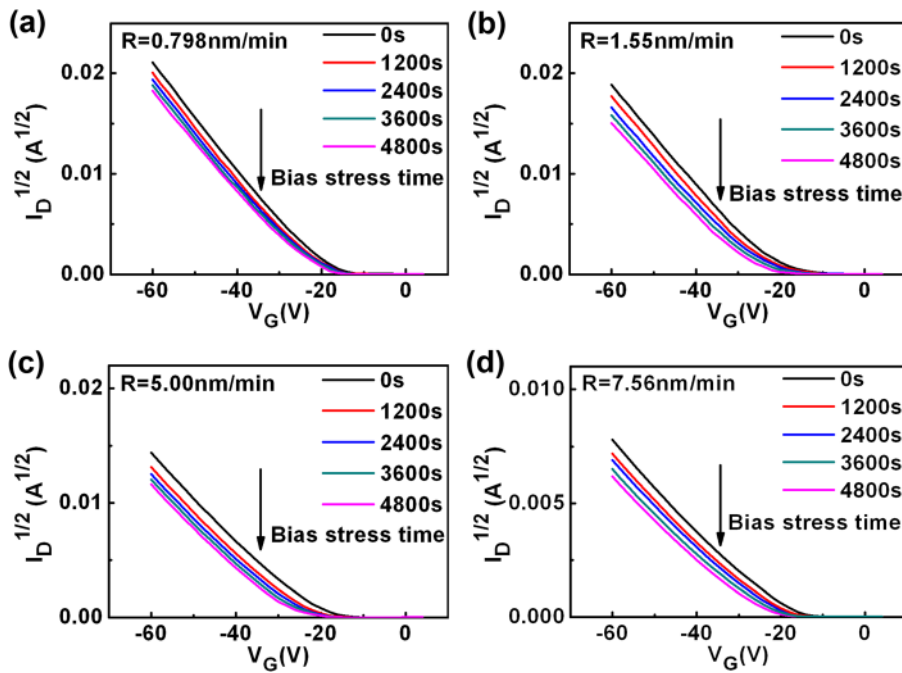 (a)
R=0.798nm/min
0s
1200s
2400s
3600s
4800s
Bias stress time
0.02
0.01
0.00
I_D^1/2 (A^1/2)
-60 -40 -20 0
V_G(V)
(b)
R=1.55nm/min
0s
1200s
2400s
3600s
4800s
Bias stress time
0.02
0.01
0.00
I_D^1/2 (A^1/2)
-60 -40 -20 0
V_G(V)
(c)
R=5.00nm/min
0s
1200s
2400s
3600s
4800s
Bias stress time
0.02
0.01
0.00
I_D^1/2 (A^1/2)
-60 -40 -20 0
V_G(V)
(d)
R=7.56nm/min
0s
1200s
2400s
3600s
4800s
Bias stress time
0.010
0.005
0.000
I_D^1/2 (A^1/2)
-60 -40 -20 0
V_G(V)